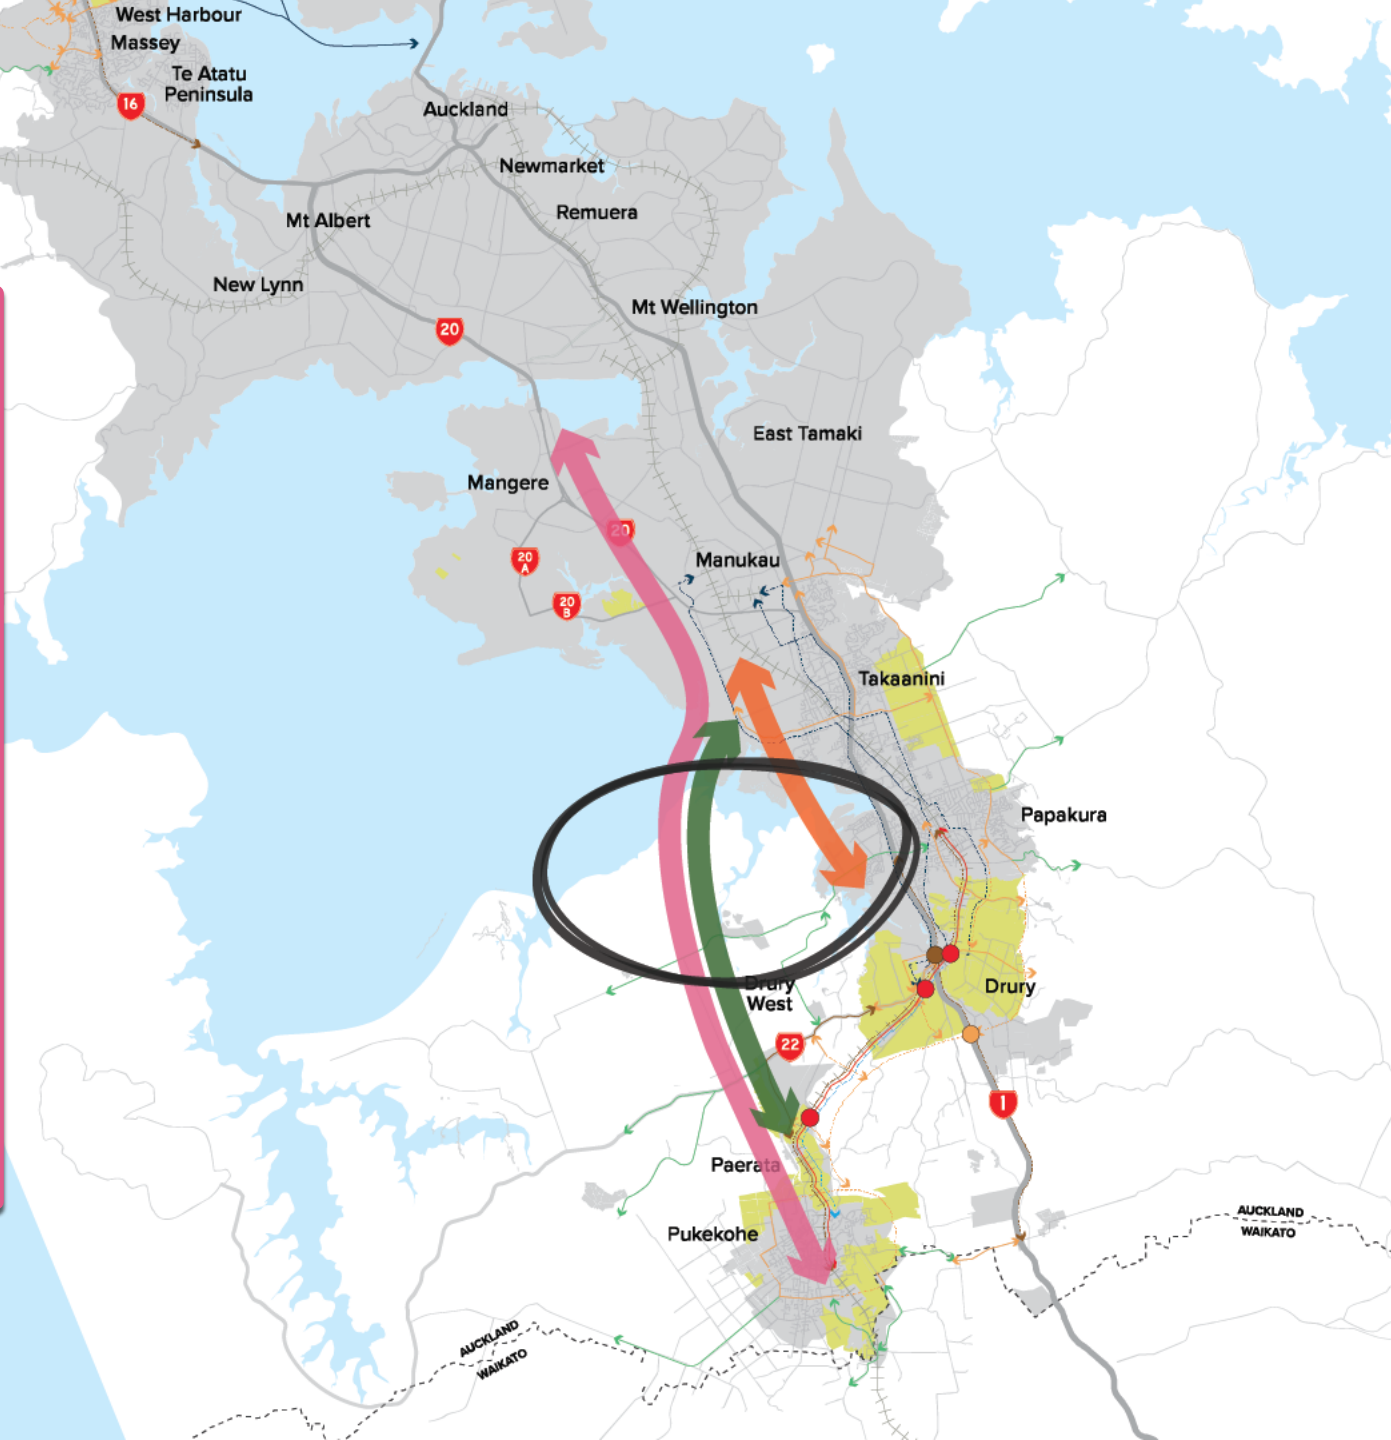 West Harbour
Massey
Te Atatu
Peninsula
16
Auckland
Newmarket
Remuera
Mt Albert
New Lynn
Mt Wellington
20
East Tamaki
Mangere
20
20
A
Manukau
20
B
Takaanini
Papakura
Drury
West
Drury
22
1
Paerata
Pukekohe
AUCKLAND
WAIKATO
AUCKLAND
WAIKATO